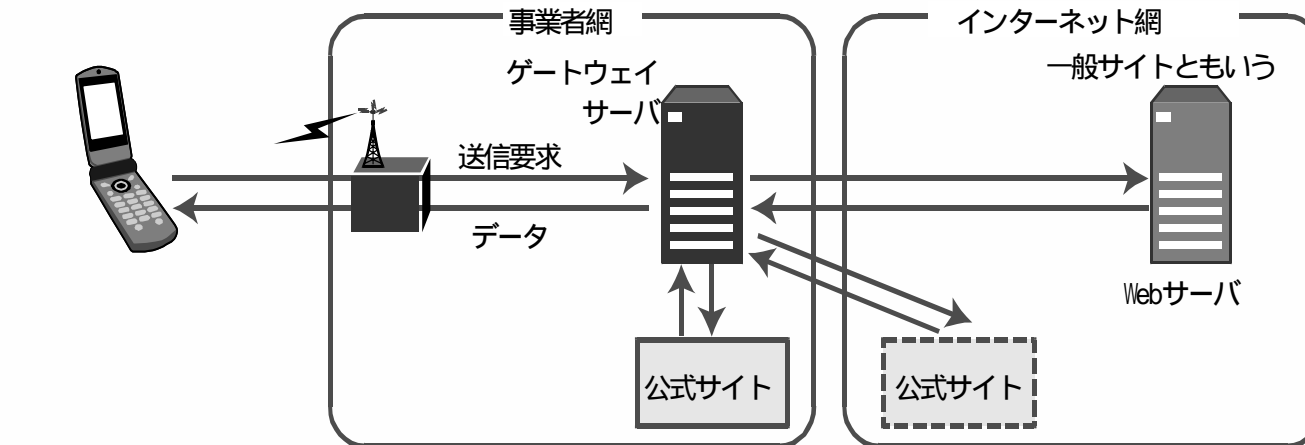 事業者網
インターネット網
ゲートウェイ
サーバ
一般サイトともいう
送信要求
データ
Webサーバ
公式サイト
公式サイト